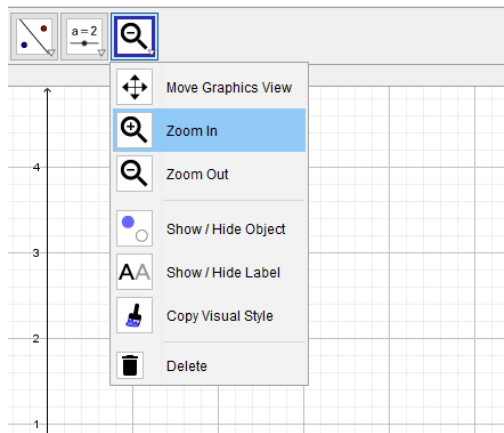 a=2
Move Graphics View
Zoom In
Zoom Out
Show / Hide Object
AA Show / Hide Label
Copy Visual Style
Delete
4
3
2
1